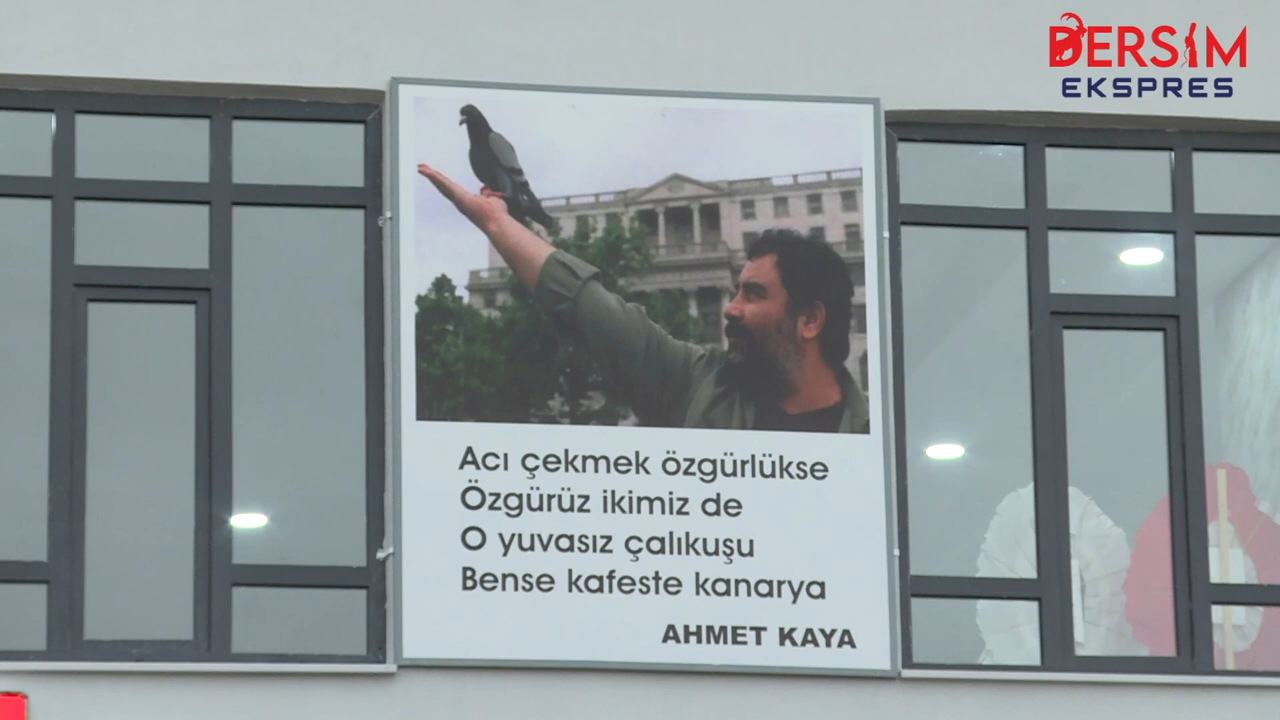 DERSİM
EKSPRES
Acı çekmek özgürlükse
Özgürüz ikimiz de
O yuvasız çalıkuşu
Bense kafeste kanarya
AHMET KAYA